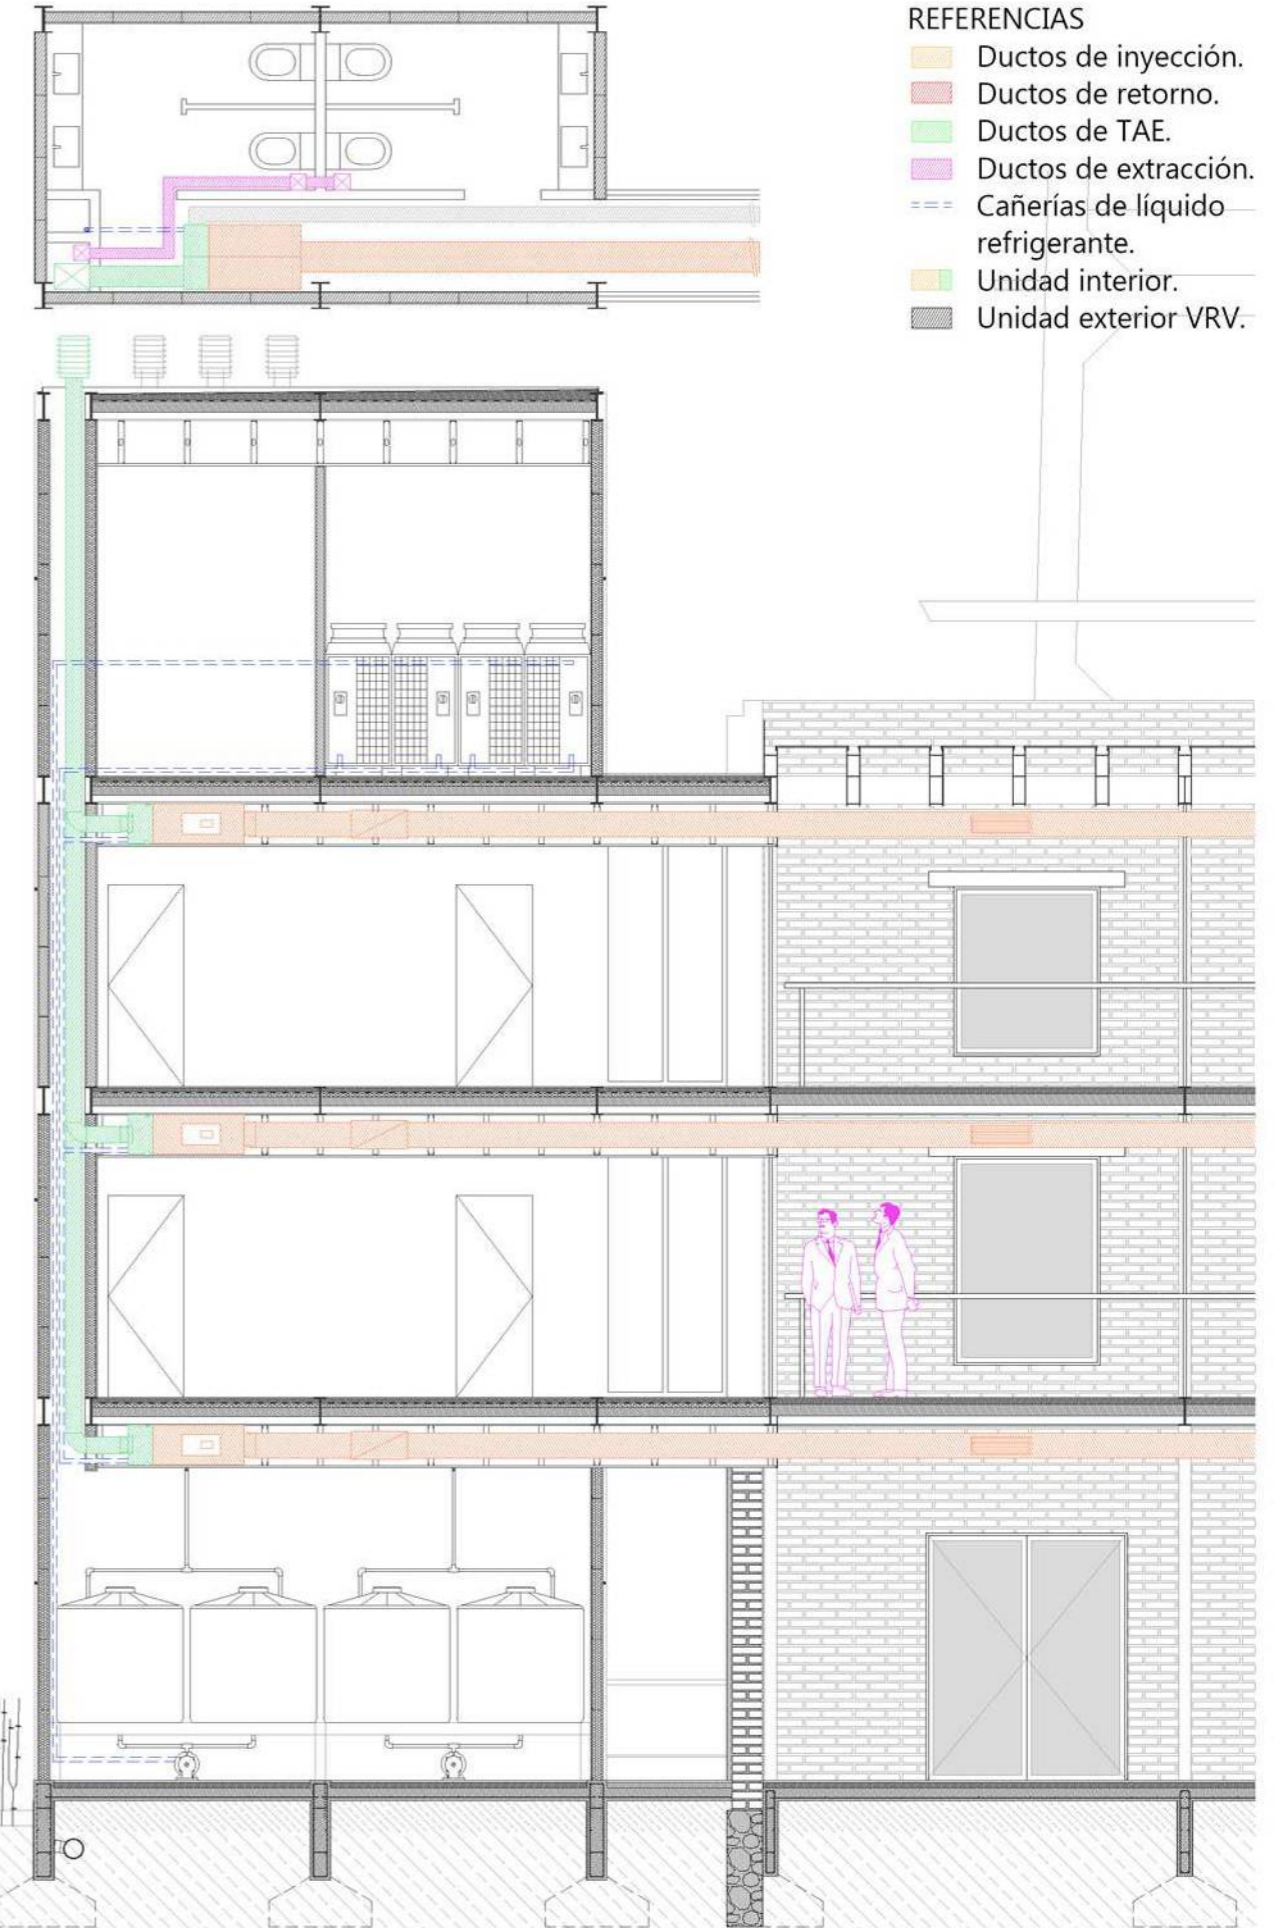 REFERENCIAS
Ductos de inyección.
Ductos de retorno.
Ductos de TAE.
Ductos de extracción.
Cañerías de líquido
refrigerante.
Unidad interior.
Unidad exterior VRV.